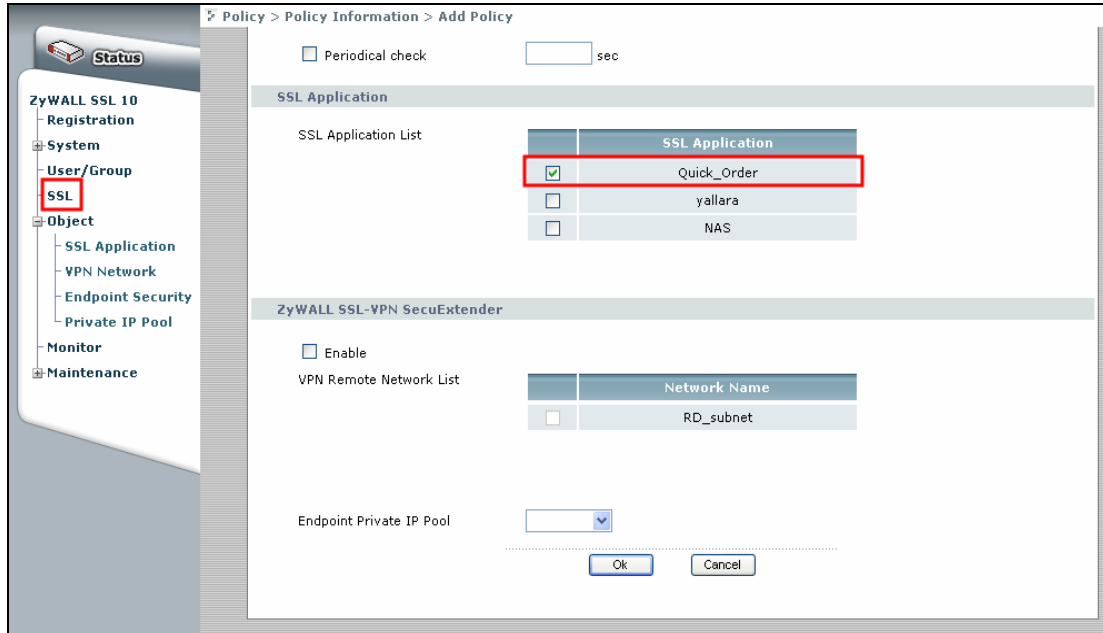 Policy > Policy Information > Add Policy
Status
ZyWALL SSL 10
Registration
System
User/Group
SSL
Object
SSL Application
VPN Network
Endpoint Security
Private IP Pool
Monitor
Maintenance
Periodical check sec
SSL Application
SSL Application List
SSL Application
Quick_Order
yallara
NAS
ZyWALL SSL-VPN SecuExtender
Enable
VPN Remote Network List
Network Name
RD_subnet
Endpoint Private IP Pool
Ok Cancel